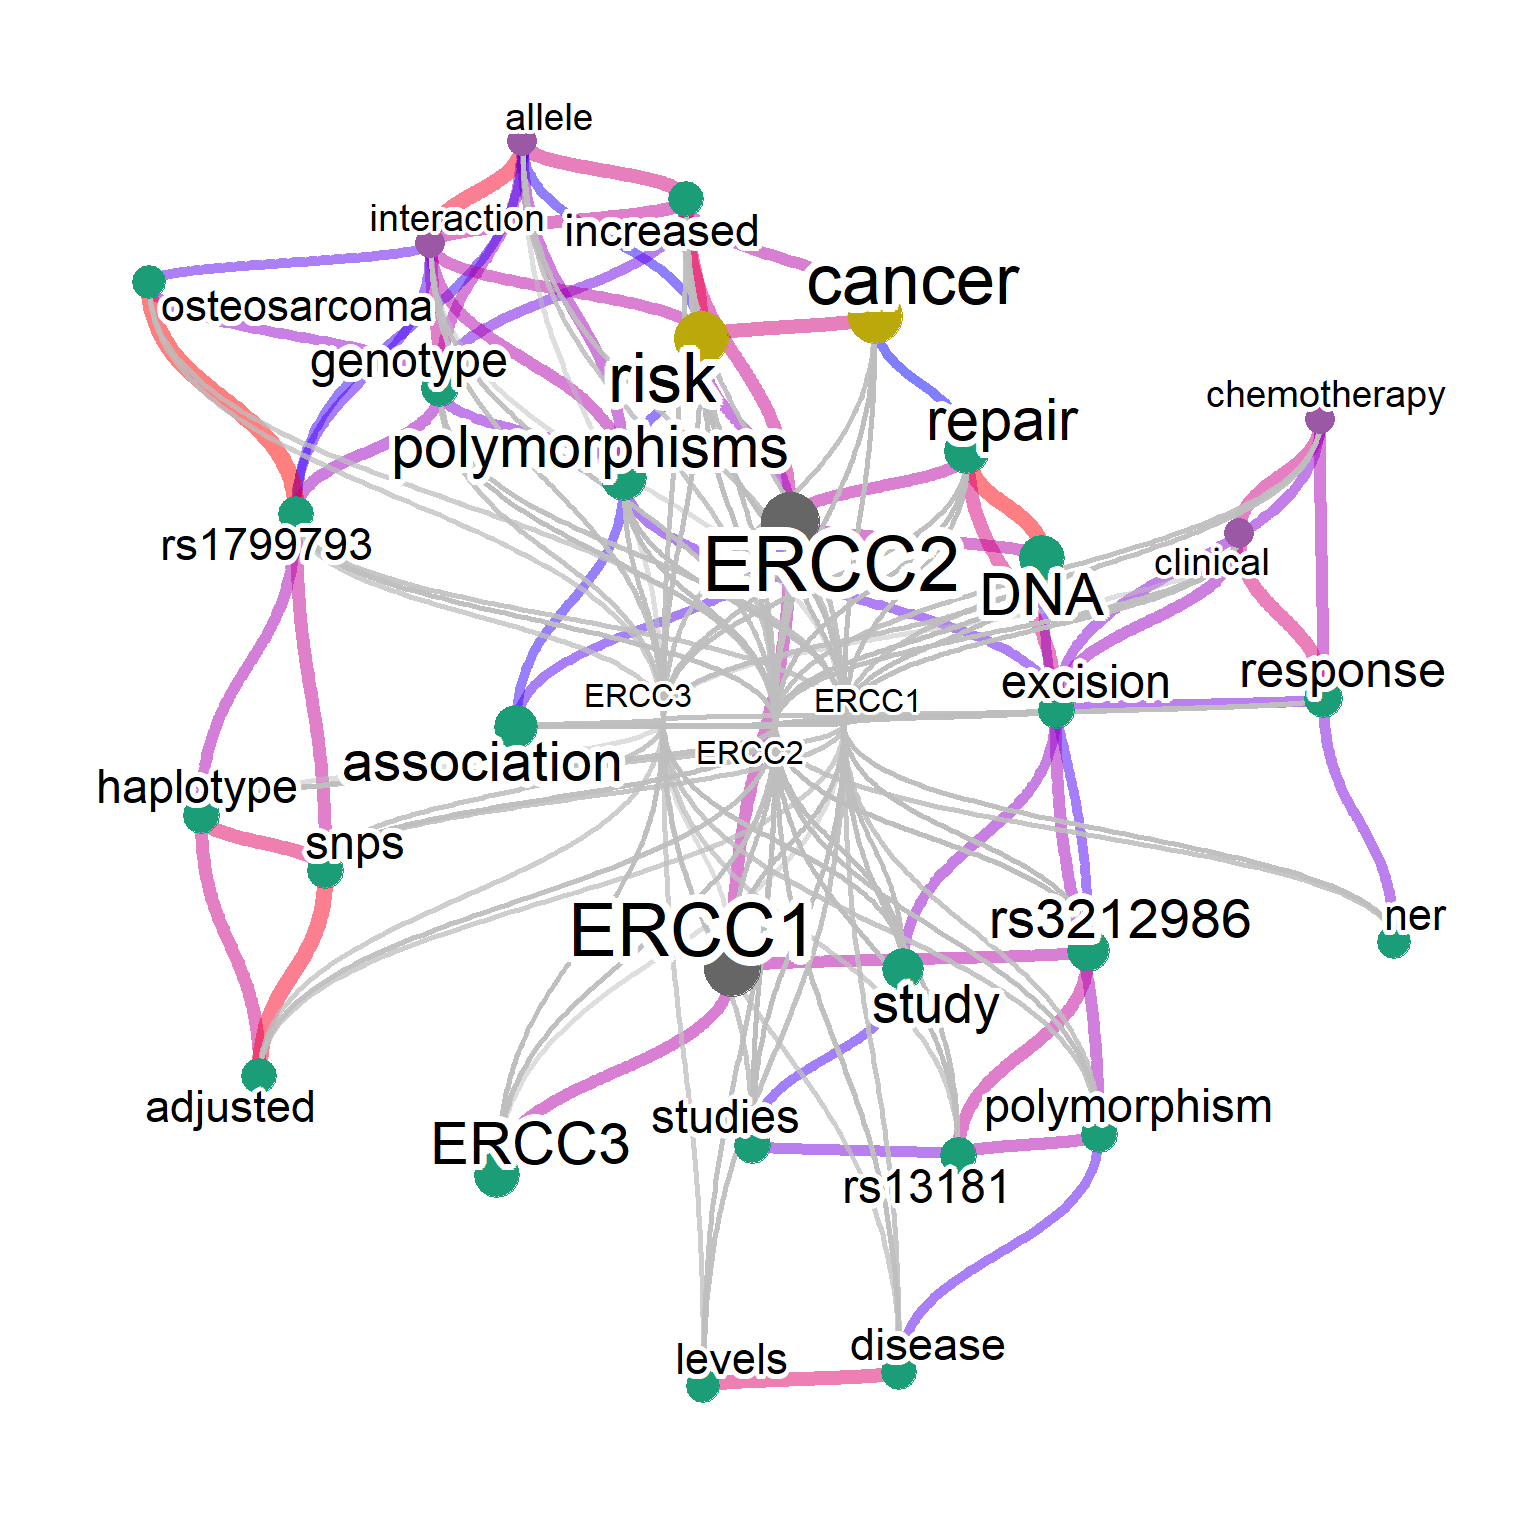 allele
interaction
increased
cancer
osteosarcoma
genotype
risk
chemotherapy
repair
polymorphisms
rs1799793
ERCC2
clinical
DNA
ERCC3
ERCC1
excision
response
ERCC2
association
haplotype
snps
ERCC1
rs3212986
ner
study
adjusted
studies
polymorphism
ERCC3
rs13181
levels
disease